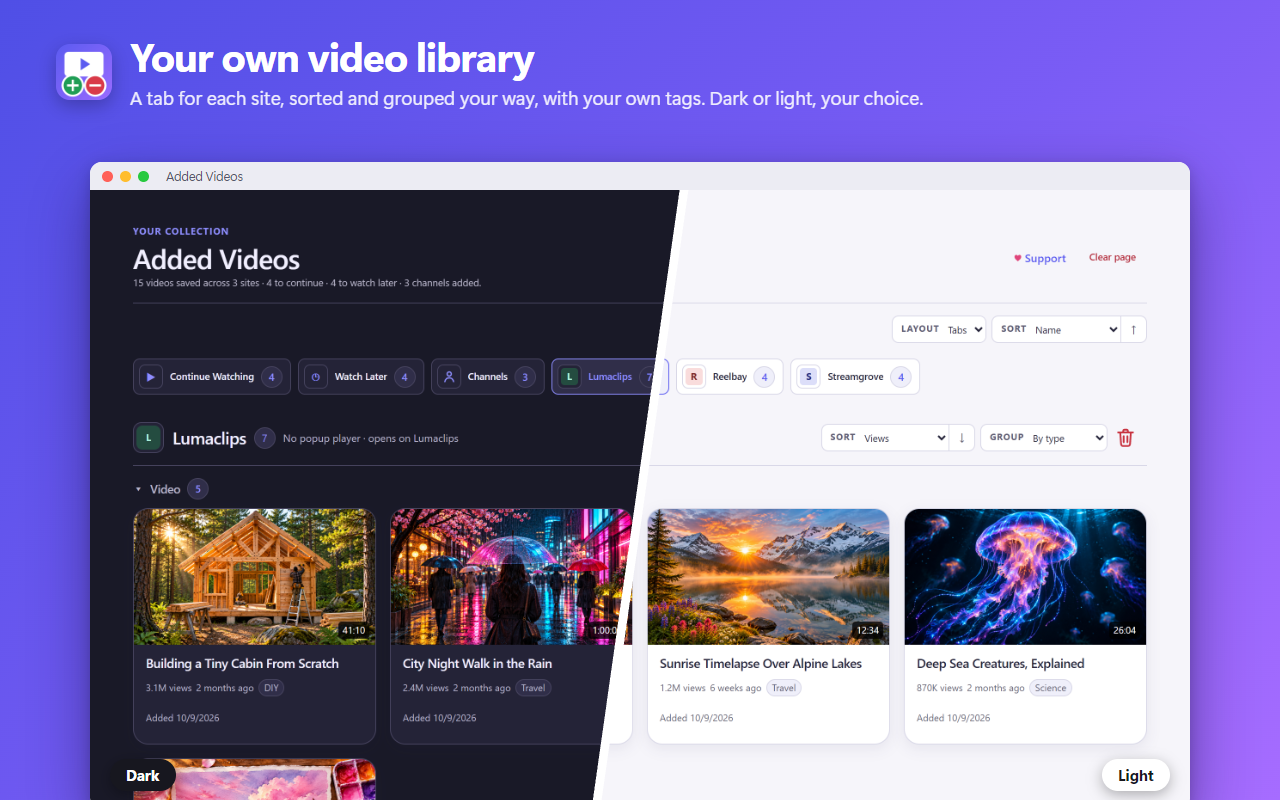 Your own video library
A tab for each site, sorted and grouped your way, with your own tags. Dark or light, your choice.
Added Videos
YOUR COLLECTION
Added Videos
15 videos saved across 3 sites · 4 to continue · 4 to watch later · 3 channels added.
Support
Clear page
LAYOUT Tabs
SORT Name ↑
Continue Watching 4
Watch Later 4
Channels 3
L Lumaclips 7
R Reelbay 4
S Streamgrove 4
L Lumaclips 7 No popup player · opens on Lumaclips
SORT Views ↓
GROUP By type
Video 5
41:10
1:00:0
12:34
26:04
Building a Tiny Cabin From Scratch
3.1M views 2 months ago DIY
Added 10/9/2026
City Night Walk in the Rain
2.4M views 2 months ago Travel
Added 10/9/2026
Sunrise Timelapse Over Alpine Lakes
1.2M views 6 weeks ago Travel
Added 10/9/2026
Deep Sea Creatures, Explained
870K views 2 months ago Science
Added 10/9/2026
Dark
Light